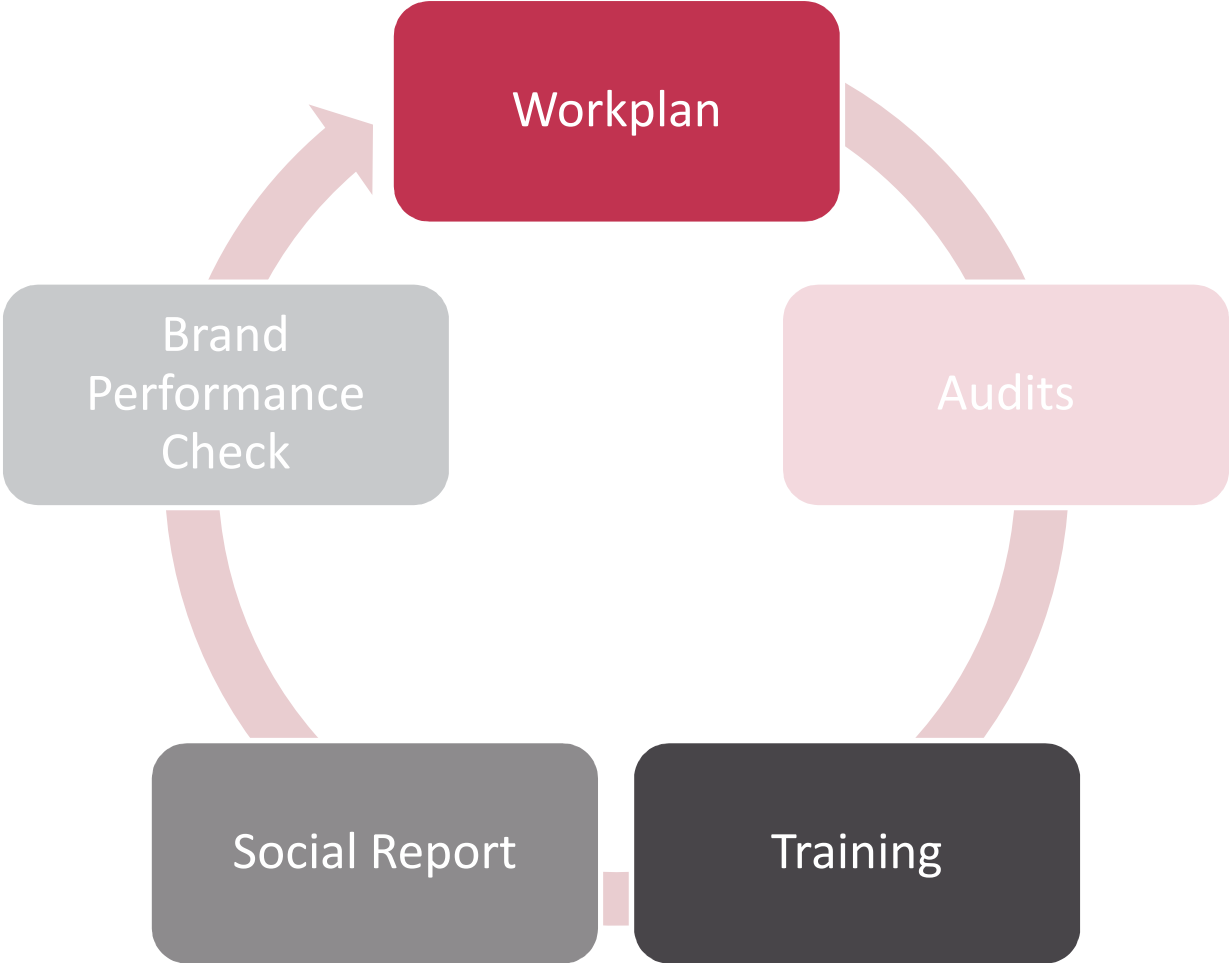 Workplan
Brand
Performance
Check
Audits
Social Report
Training